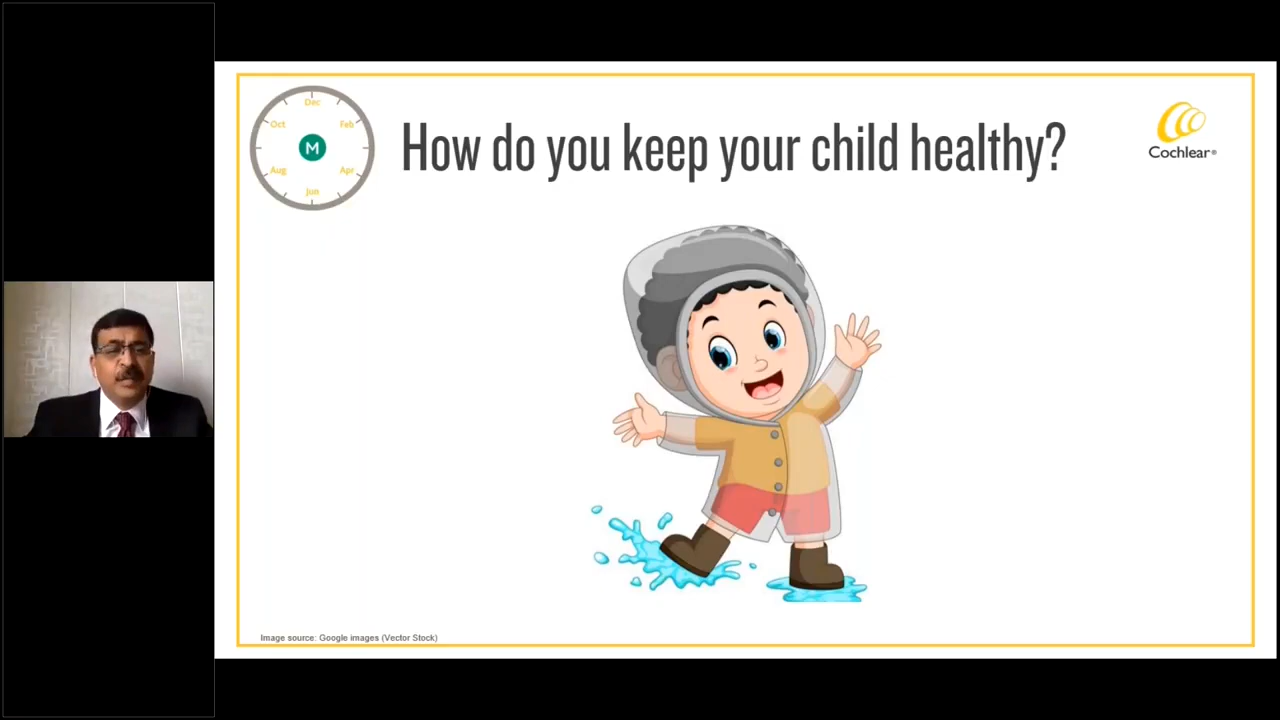 Dec
Oct
Feb
M
Aug
Apr
Jun
How do you keep your child healthy?
Cochlear®
Image source: Google images (Vector Stock)